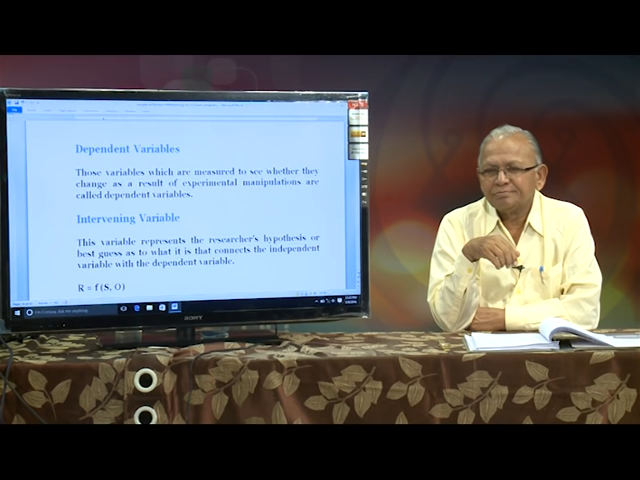 Dependent Variables
Those variables which are measured to see whether they
change as a result of experimental manipulations are
called dependent variables.
Intervening Variable
This variable represents the researcher's hypothesis or
best guess as to what it is that connects the independent
variable with the dependent variable.
R = f (S, O)
SONY